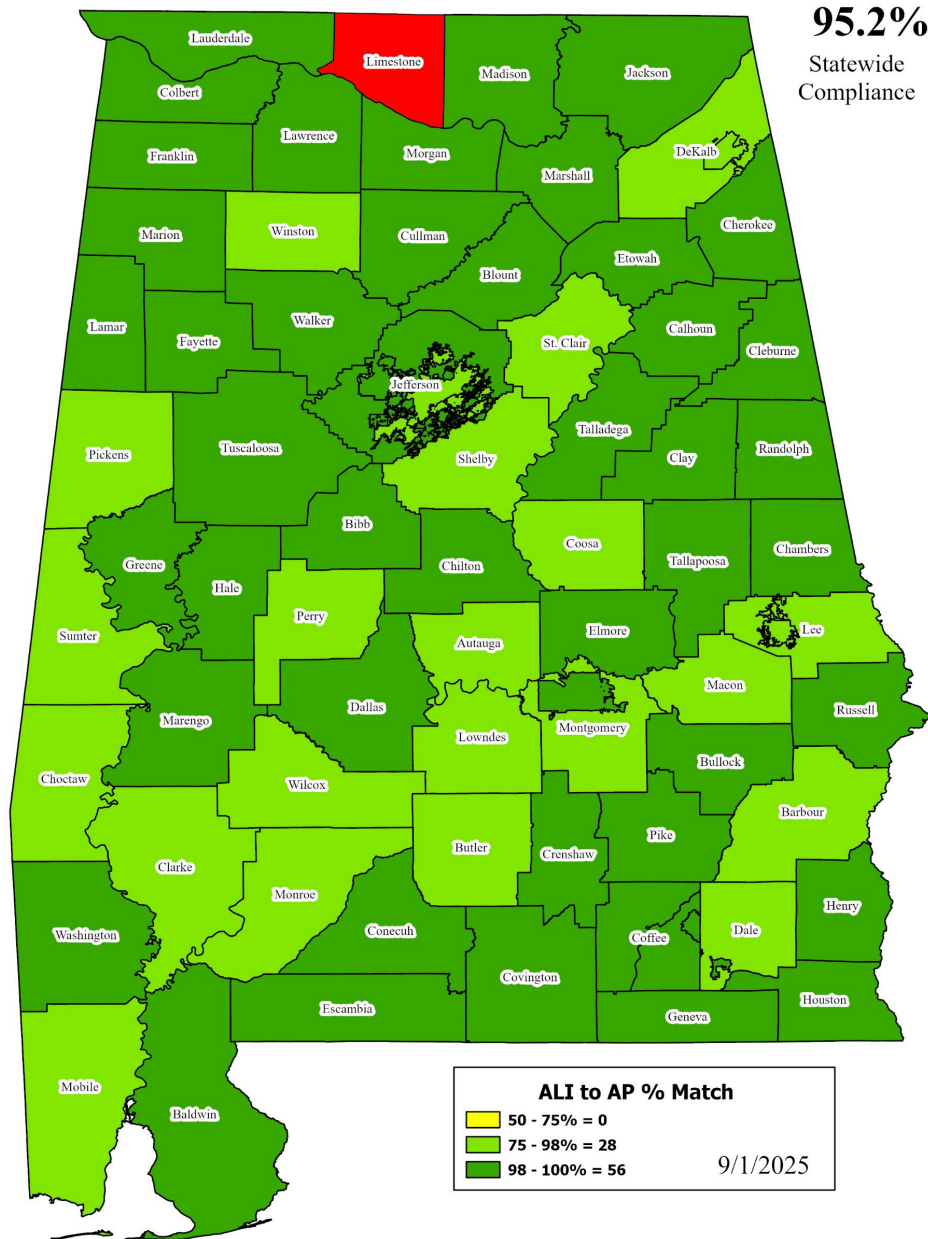 95.2%
Statewide
Compliance
Lauderdale
Limestone
Madison
Jackson
Colbert
Lawrence
Franklin
Morgan
DeKalb
Marshall
Cherokee
Marion
Winston
Cullman
Etowah
Blount
Lamar
Fayette
Walker
St. Clair
Calhoun
Cleburne
Jefferson
Pickens
Tuscaloosa
Shelby
Talladega
Clay
Randolph
Bibb
Greene
Hale
Chilton
Coosa
Tallapoosa
Chambers
Sumter
Perry
Autauga
Elmore
Lee
Macon
Marengo
Dallas
Lowndes
Montgomery
Russell
Choctaw
Wilcox
Bullock
Barbour
Clarke
Butler
Crenshaw
Pike
Monroe
Washington
Conecuh
Coffee
Dale
Henry
Covington
Escambia
Geneva
Houston
Mobile
Baldwin
ALI to AP % Match
50 - 75% = 0
75 - 98% = 28
98 - 100% = 56
9/1/2025